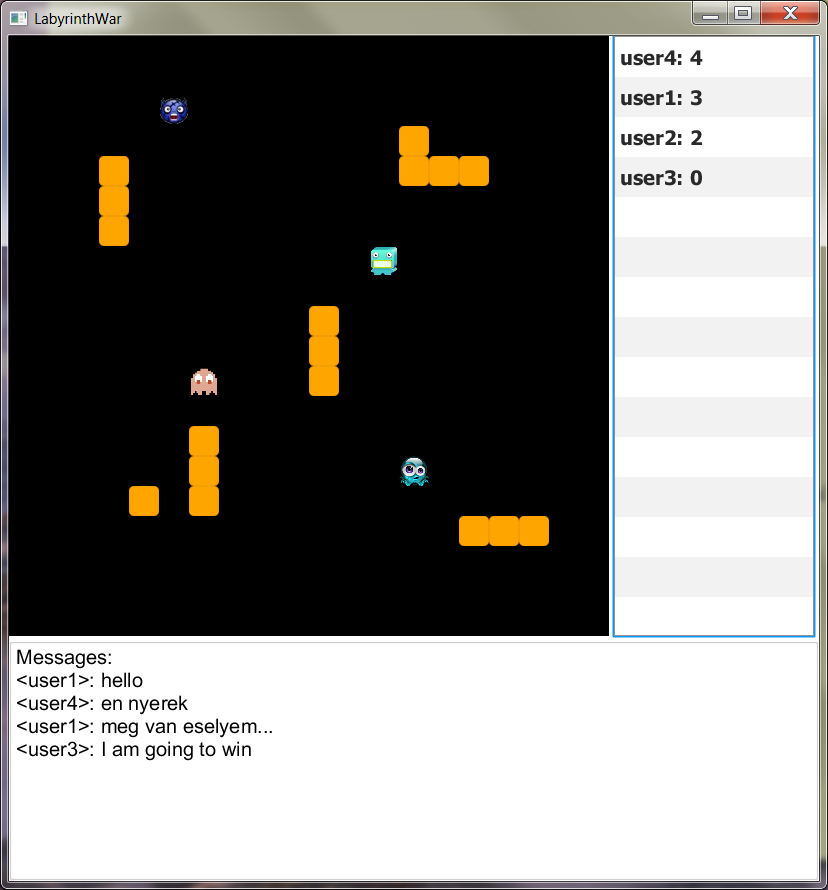 LabyrinthWar
user4: 4
user1: 3
user2: 2
user3: 0
Messages:
<user1>: hello
<user4>: en nyerek
<user1>: meg van eselyem...
<user3>: I am going to win